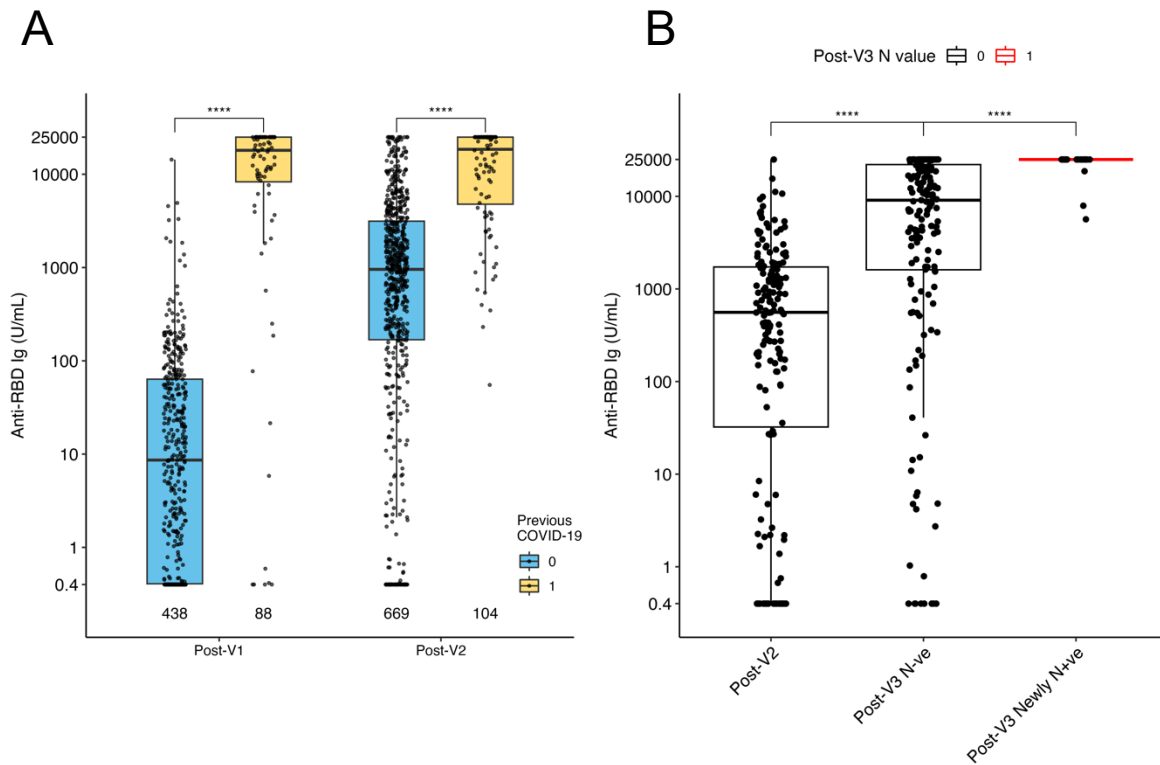 A
Anti-RBD Ig (U/mL)
25000
10000
1000
100
10
1
0.4
****
****
438
88
669
104
Post-V1
Post-V2
Previous
COVID-19
0
1
B
Post-V3 N value
0
1
Anti-RBD Ig (U/mL)
25000
10000
1000
100
10
1
0.4
****
****
Post-V2
Post-V3 N-ve
Post-V3 Newly N+ve